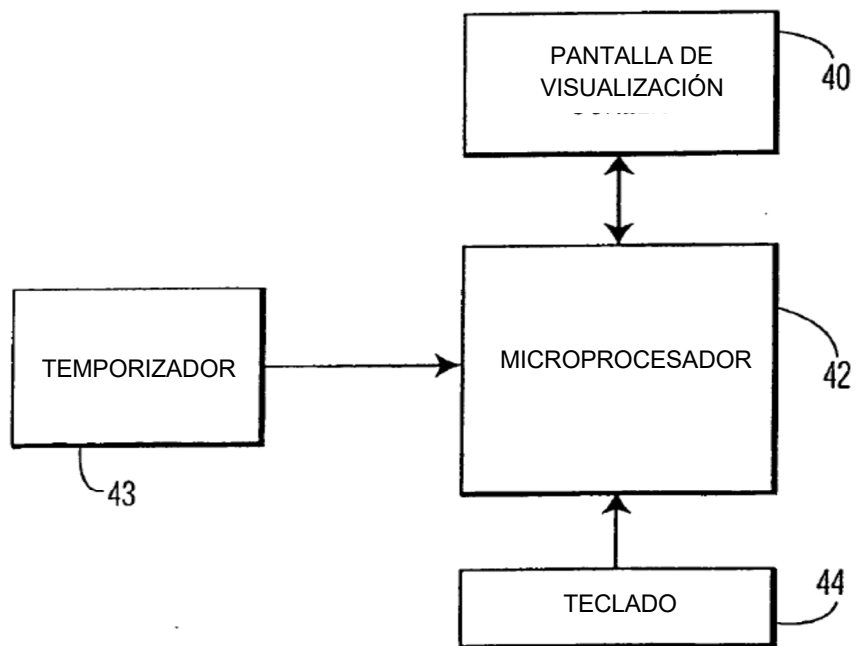 PANTALLA DE
VISUALIZACIÓN
40
TEMPORIZADOR
43
MICROPROCESADOR
42
TECLADO
44